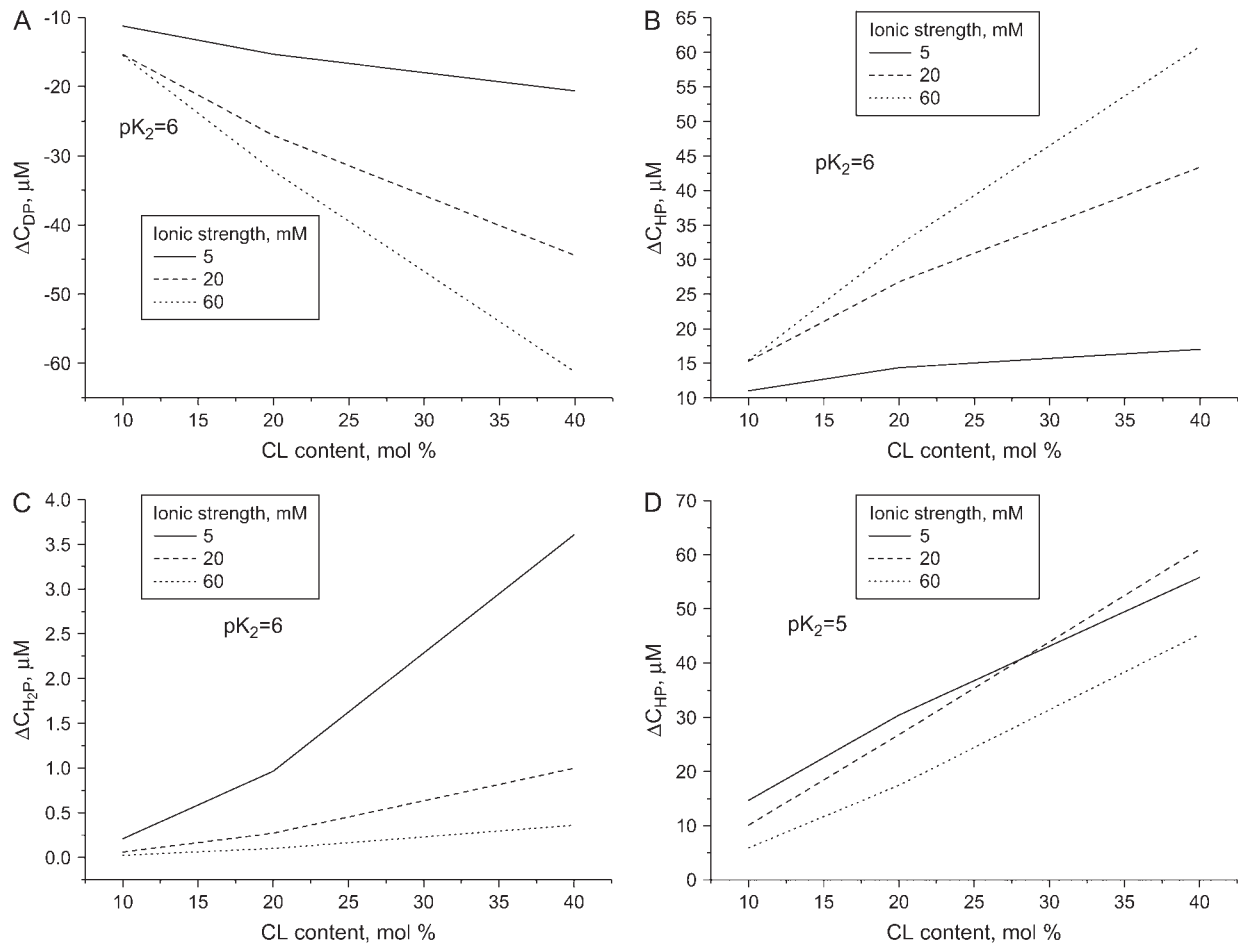 A
-10
-20
-30
-40
-50
-60
ΔC_DP, µM
pK₂=6
Ionic strength, mM
5
20
60
10 15 20 25 30 35 40
CL content, mol %
B
65
60
55
50
45
40
35
30
25
20
15
10
ΔC_HP, µM
Ionic strength, mM
5
20
60
pK₂=6
10 15 20 25 30 35 40
CL content, mol %
C
4.0
3.5
3.0
2.5
2.0
1.5
1.0
0.5
0.0
ΔC_H₂P, µM
Ionic strength, mM
5
20
60
pK₂=6
10 15 20 25 30 35 40
CL content, mol %
D
70
60
50
40
30
20
10
0
ΔC_HP, µM
Ionic strength, mM
5
20
60
pK₂=5
10 15 20 25 30 35 40
CL content, mol %